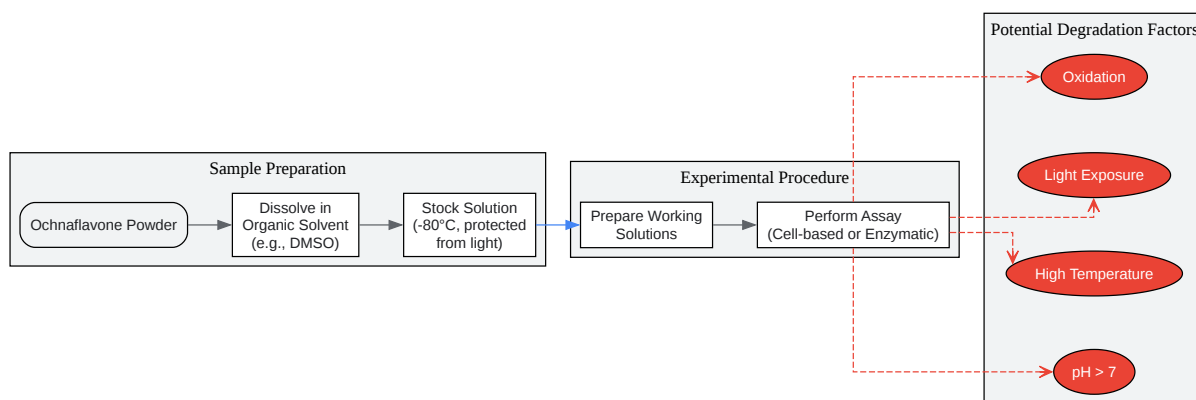 Sample Preparation
Ochnaflavone Powder
Dissolve in
Organic Solvent
(e.g., DMSO)
Stock Solution
(-80°C, protected
from light)
Experimental Procedure
Prepare Working
Solutions
Perform Assay
(Cell-based or Enzymatic)
Potential Degradation Factors
Oxidation
Light Exposure
High Temperature
pH > 7